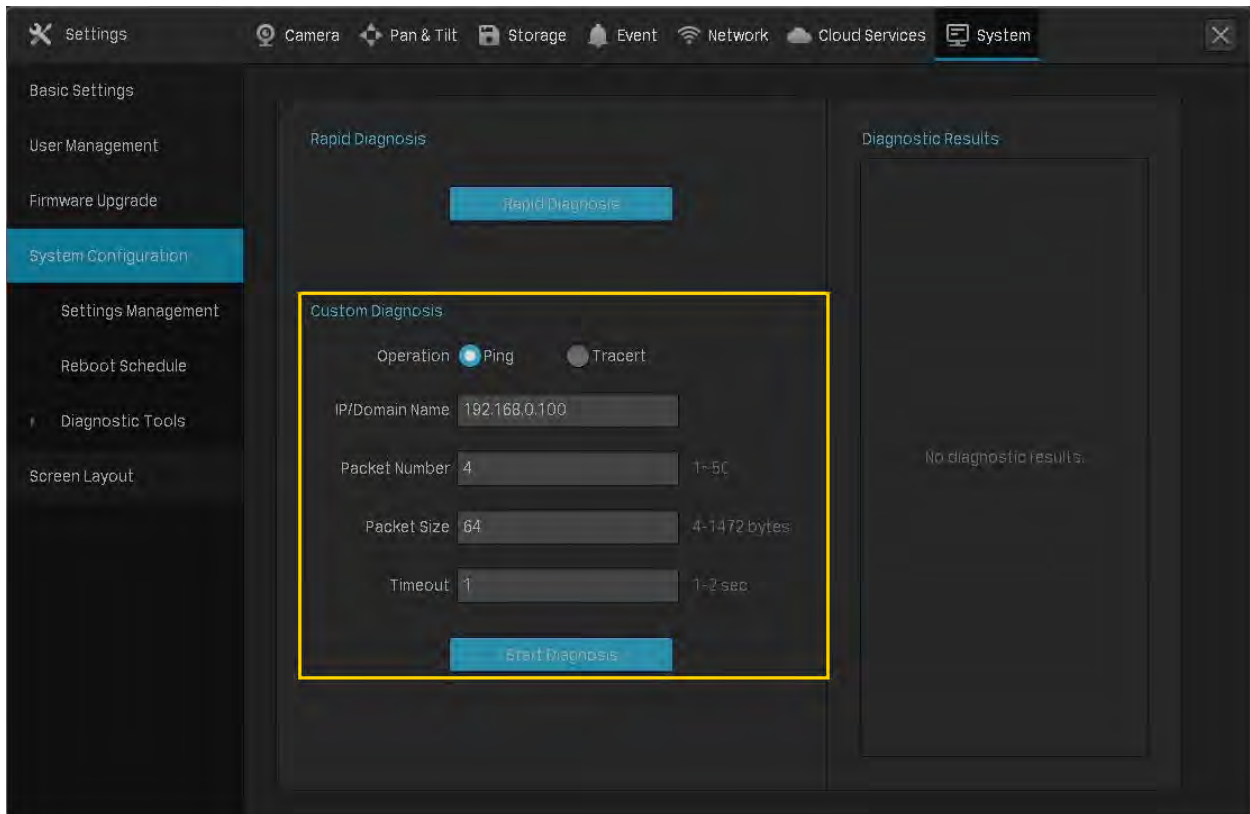 Settings
Camera
Pan & Tilt
Storage
Event
Network
Cloud Services
System
Basic Settings
User Management
Firmware Upgrade
System Configuration
Settings Management
Reboot Schedule
Diagnostic Tools
Screen Layout
Rapid Diagnosis
Rapid Diagnosis
Custom Diagnosis
Operation Ping Tracert
IP/Domain Name 192.168.0.100
Packet Number 4 1~50
Packet Size 64 4-1472 bytes
Timeout 1 1-2 sec
Start Diagnosis
Diagnostic Results
No diagnostic results.